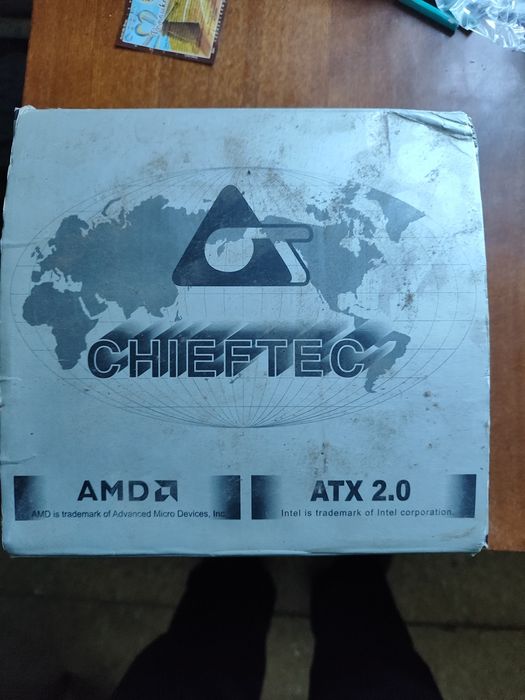 CHIEFTEC
AMD
AMD is trademark of Advanced Micro Devices, Inc.
ATX 2.0
Intel is trademark of Intel corporation.